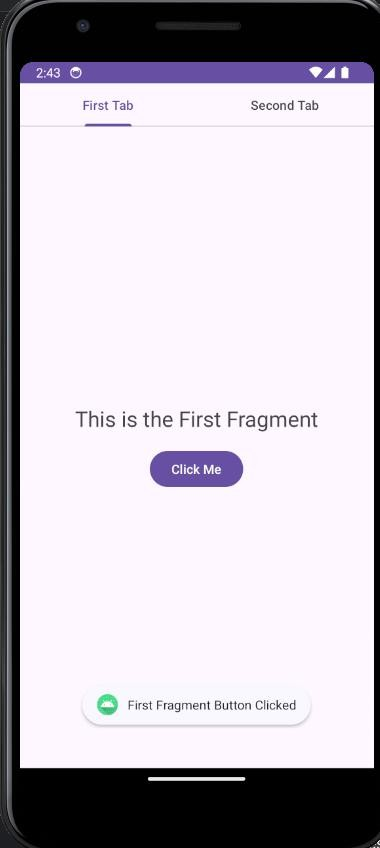 2:43
First Tab
Second Tab
This is the First Fragment
Click Me
First Fragment Button Clicked